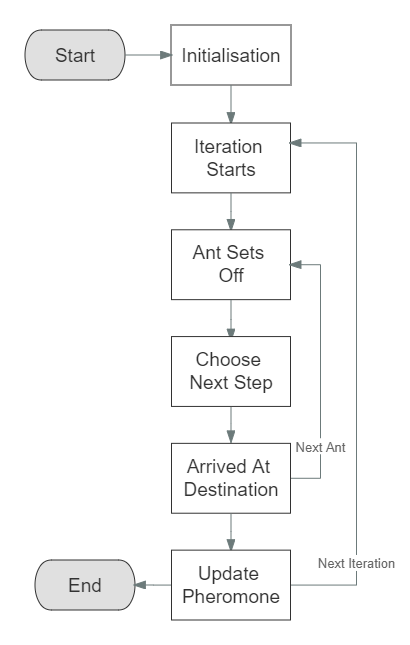 Start
Initialisation
Iteration
Starts
Ant Sets
Off
Choose
Next Step
Next Ant
Arrived At
Destination
Next Iteration
Update
Pheromone
End